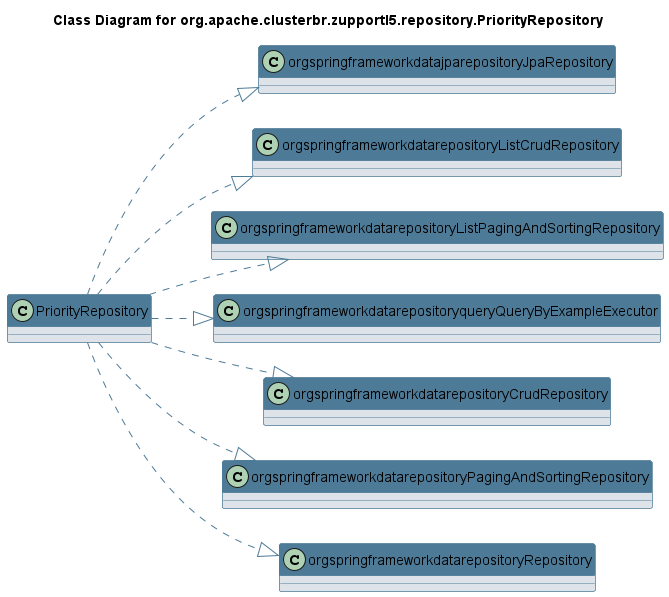 Class Diagram for org.apache.clusterbr.zupportl5.repository.PriorityRepository
C orgspringframeworkdatajparepositoryJpaRepository
C orgspringframeworkdatarepositoryListCrudRepository
C orgspringframeworkdatarepositoryListPagingAndSortingRepository
C PriorityRepository
C orgspringframeworkdatarepositoryqueryQueryByExampleExecutor
C orgspringframeworkdatarepositoryCrudRepository
C orgspringframeworkdatarepositoryPagingAndSortingRepository
C orgspringframeworkdatarepositoryRepository